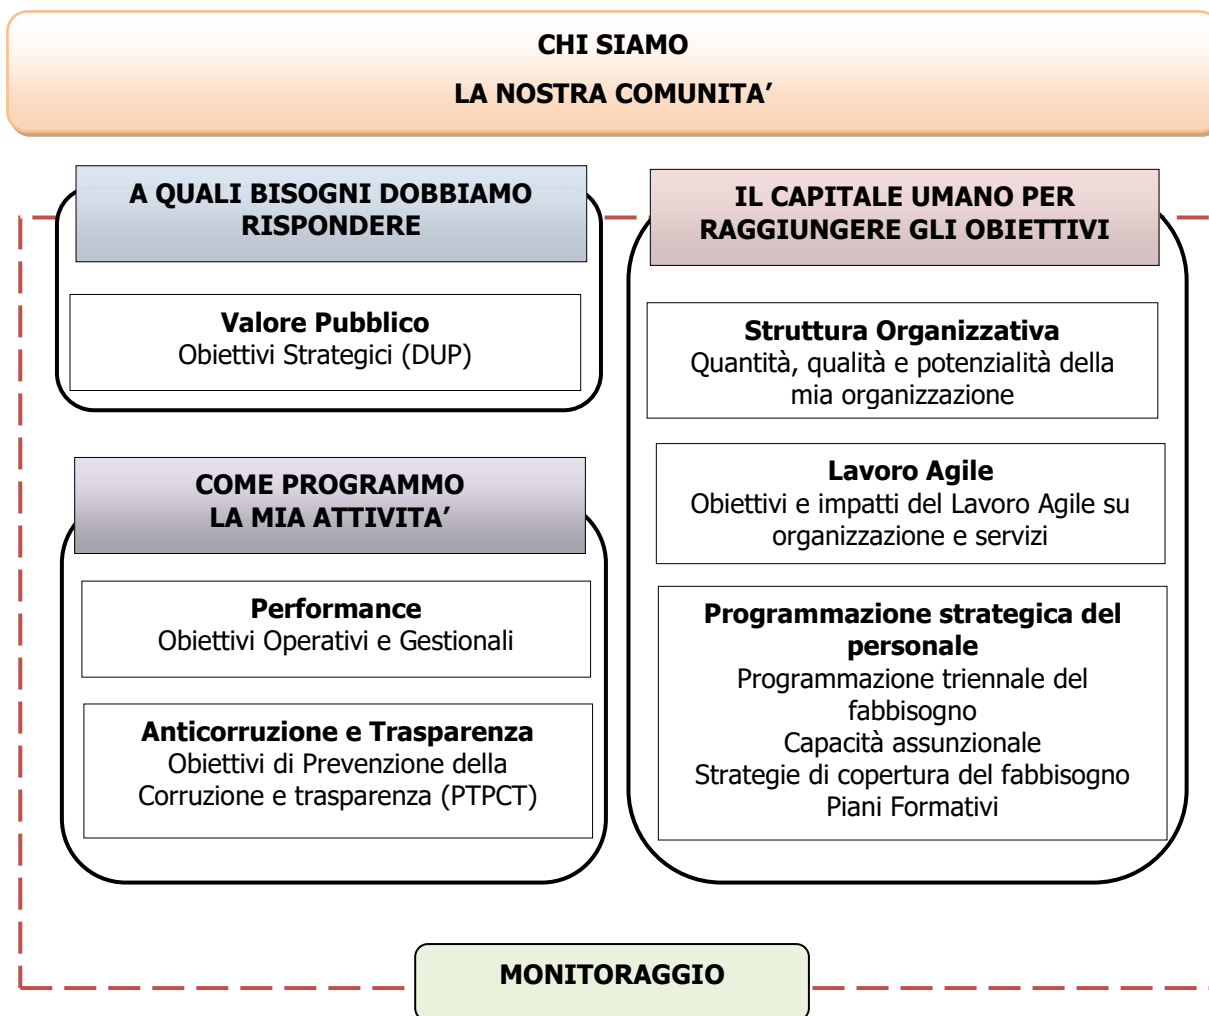 CHI SIAMO
LA NOSTRA COMUNITA’
A QUALI BISOGNI DOBBIAMO
RISPONDERE
Valore Pubblico
Obiettivi Strategici (DUP)
COME PROGRAMMO
LA MIA ATTIVITA’
Performance
Obiettivi Operativi e Gestionali
Anticorruzione e Trasparenza
Obiettivi di Prevenzione della
Corruzione e trasparenza (PTPCT)
IL CAPITALE UMANO PER
RAGGIUNGERE GLI OBIETTIVI
Struttura Organizzativa
Quantità, qualità e potenzialità della
mia organizzazione
Lavoro Agile
Obiettivi e impatti del Lavoro Agile su
organizzazione e servizi
Programmazione strategica del
personale
Programmazione triennale del
fabbisogno
Capacità assunzionale
Strategie di copertura del fabbisogno
Piani Formativi
MONITORAGGIO